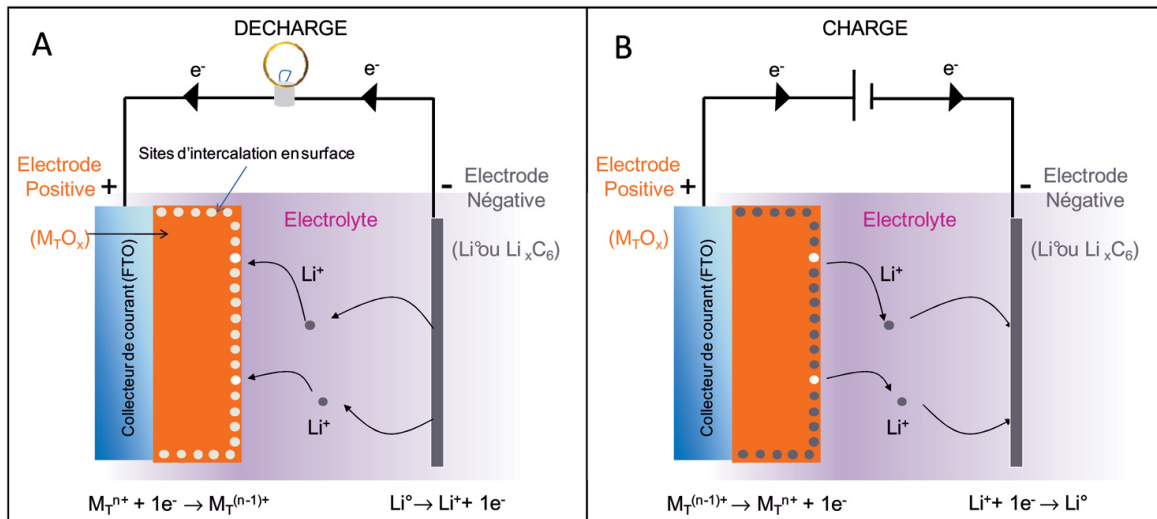 A
DECHARGE
e-
e-
Sites d'intercalation en surface
Electrode
Positive
+
(MTOx)
Collecteur de courant (FTO)
Electrolyte
Li+
Li+
-
Electrode
Négative
(Li°ou LixC6)
MTn+ + 1e- → MT(n-1)+
Li° → Li+ + 1e-
B
CHARGE
e-
e-
Electrode
Positive
+
(MTOx)
Collecteur de courant (FTO)
Electrolyte
Li+
Li+
-
Electrode
Négative
(Li°ou LixC6)
MT(n-1)+ → MTn+ + 1e-
Li+ + 1e- → Li°